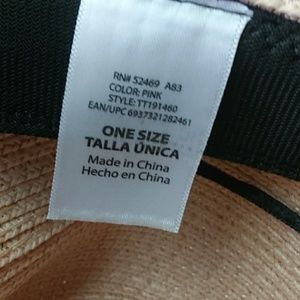 RN# 52469 A83
COLOR: PINK
STYLE: TT191460
EAN/UPC 6937321282461
ONE SIZE
TALLA ÚNICA
Made in China
Hecho en China